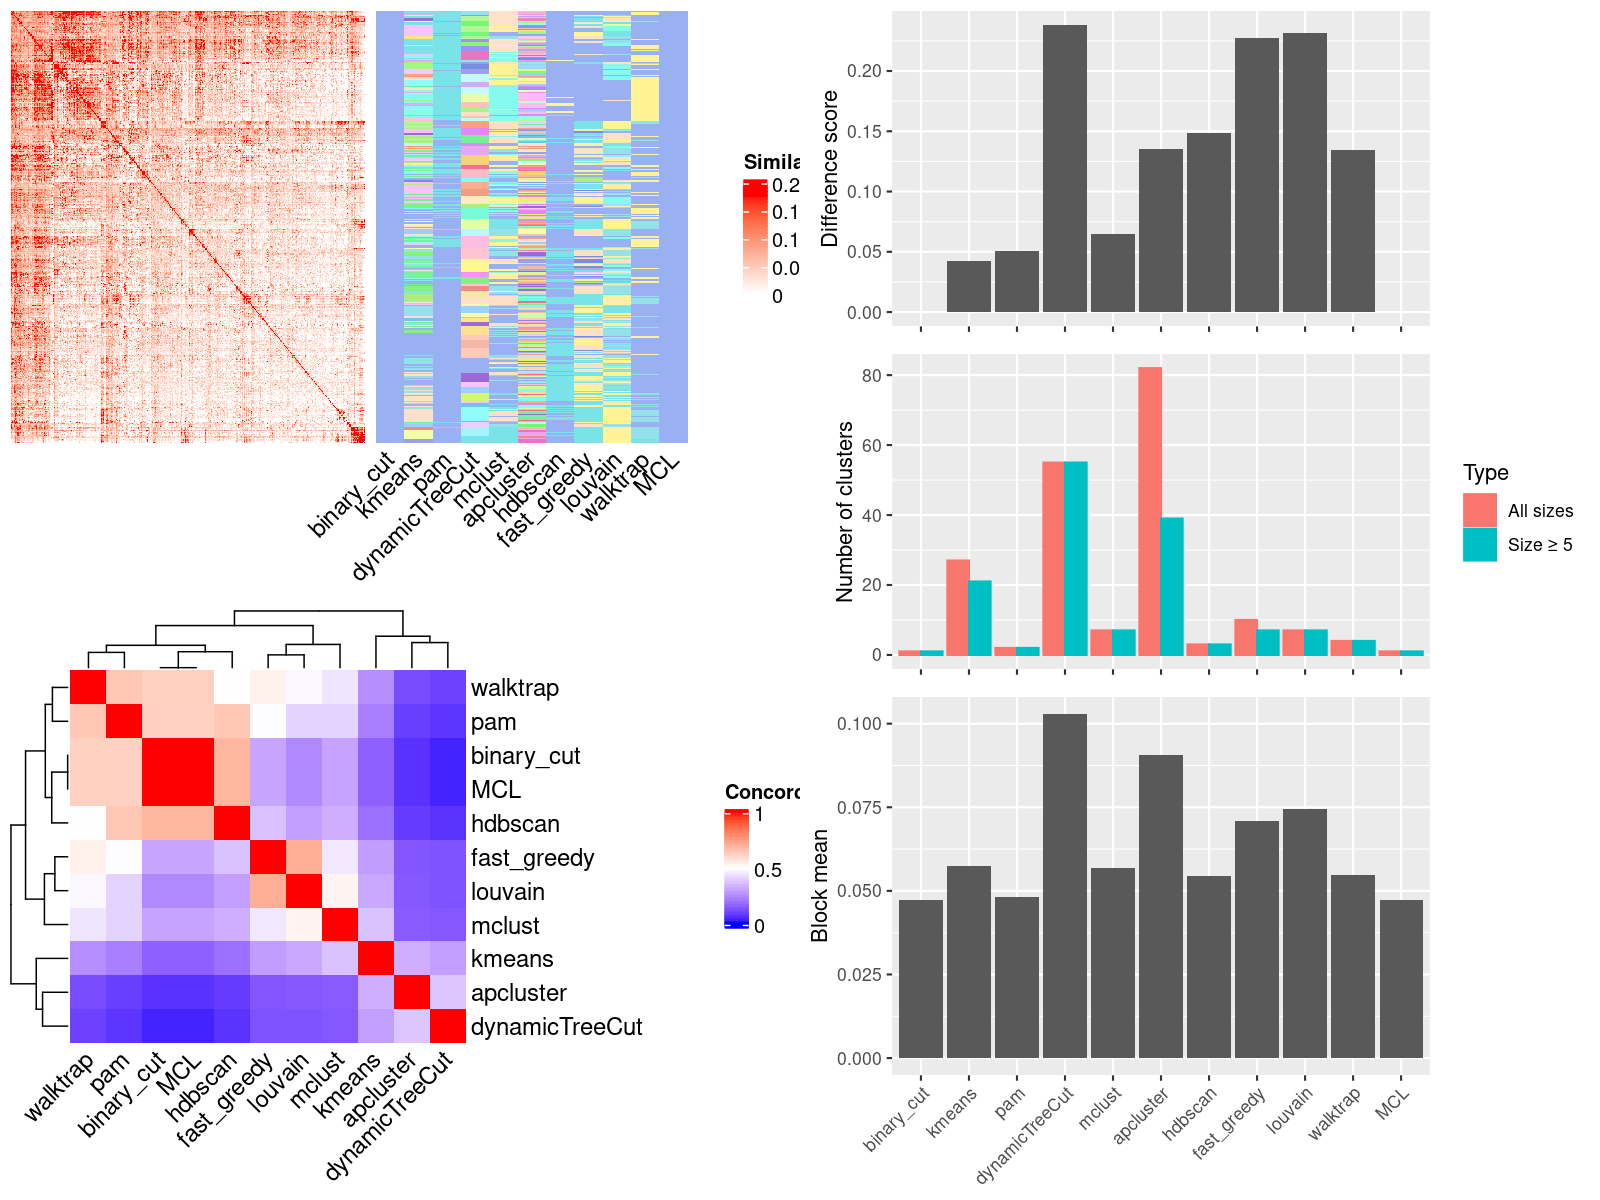 Simila
0.2
0.1
0.1
0.0
0
binary_cut
kmeans
pam
dynamicTreeCut
mclust
apcluster
hdbscan
fast_greedy
louvain
walktrap
MCL
walktrap
pam
binary_cut
MCL
hdbscan
fast_greedy
louvain
mclust
kmeans
apcluster
dynamicTreeCut
walktrap
pam
binary_cut
MCL
hdbscan
fast_greedy
louvain
mclust
kmeans
apcluster
dynamicTreeCut
Concord
1
0.5
0
Difference score
0.20
0.15
0.10
0.05
0.00
Number of clusters
80
60
40
20
0
Type
All sizes
Size ≥ 5
Block mean
0.100
0.075
0.050
0.025
0.000
binary_cut
kmeans
pam
dynamicTreeCut
mclust
apcluster
hdbscan
fast_greedy
louvain
walktrap
MCL